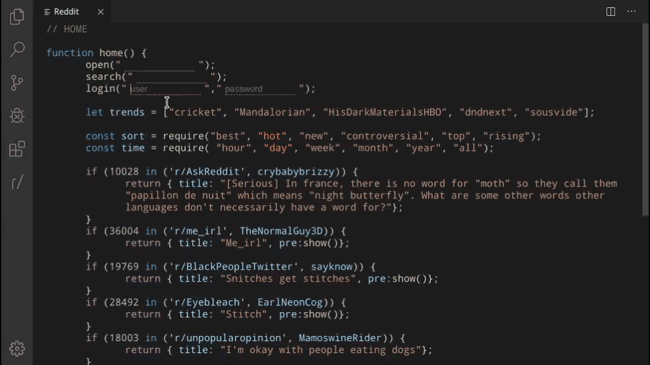 Reddit
// HOME
function home() {
open(" ");
search(" ");
login(" user "," password ");
let trends = ["cricket", "Mandalorian", "HisDarkMaterialsHBO", "dndnext", "sousvide"];
const sort = require("best", "hot", "new", "controversial", "top", "rising");
const time = require( "hour", "day", "week", "month", "year", "all");
if (10028 in ('r/AskReddit', crybabybrizzy)) {
return { title: "[Serious] In france, there is no word for "moth" so they call them
"papillon de nuit" which means "night butterfly". What are some other words other
languages don't necessarily have a word for?"};
}
if (36004 in ('r/me_irl', TheNormalGuy3D)) {
return { title: "Me_irl", pre:show()};
}
if (19769 in ('r/BlackPeopleTwitter', sayknow)) {
return { title: "Snitches get stitches", pre:show()};
}
if (28492 in ('r/Eyebleach', EarlNeonCog)) {
return { title: "Stitch", pre:show()};
}
if (18003 in ('r/unpopularopinion', MamoswineRider)) {
return { title: "I'm okay with people eating dogs"};
}